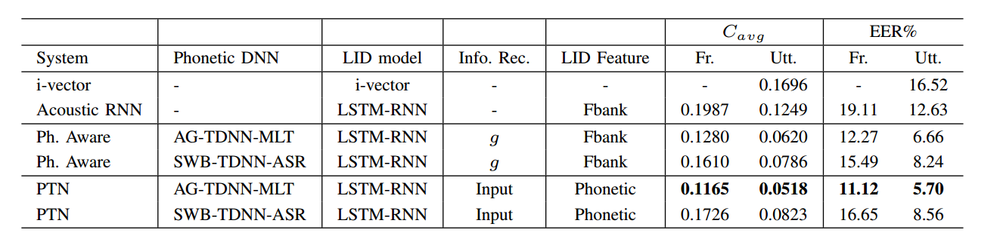 C_avg EER%
System Phonetic DNN LID model Info. Rec. LID Feature Fr. Utt. Fr. Utt.
i-vector - i-vector - - - 0.1696 - 16.52
Acoustic RNN - LSTM-RNN - Fbank 0.1987 0.1249 19.11 12.63
Ph. Aware AG-TDNN-MLT LSTM-RNN g Fbank 0.1280 0.0620 12.27 6.66
Ph. Aware SWB-TDNN-ASR LSTM-RNN g Fbank 0.1610 0.0786 15.49 8.24
PTN AG-TDNN-MLT LSTM-RNN Input Phonetic 0.1165 0.0518 11.12 5.70
PTN SWB-TDNN-ASR LSTM-RNN Input Phonetic 0.1726 0.0823 16.65 8.56